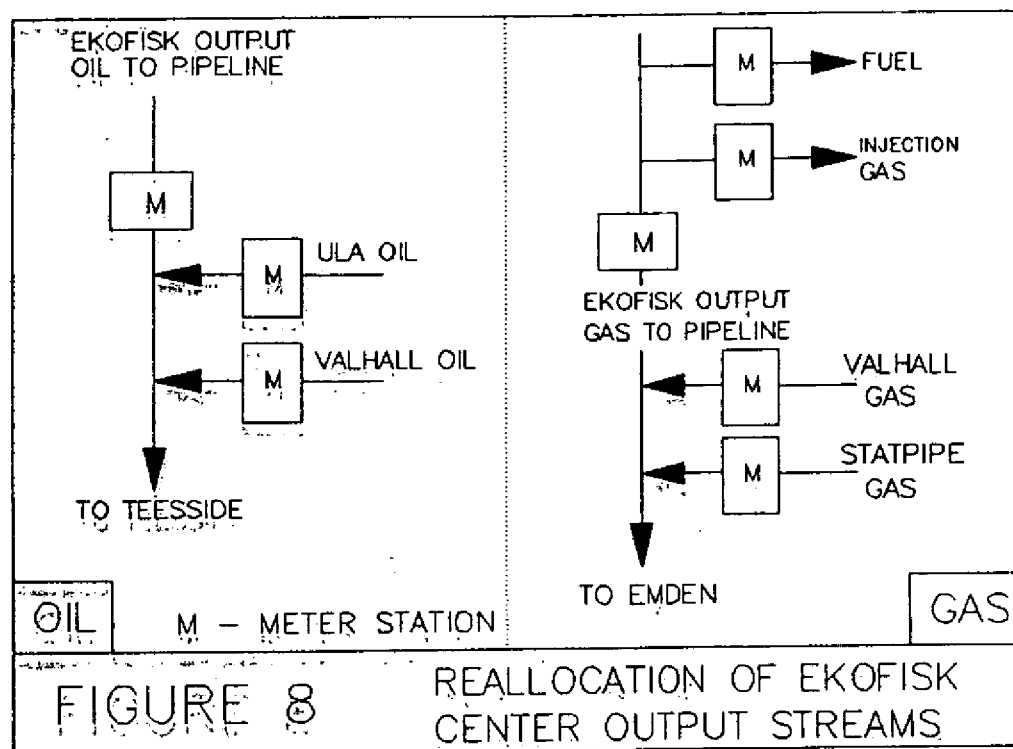 EKOFISK OUTPUT
OIL TO PIPELINE
M
ULA OIL
M
VALHALL OIL
M
TO TEESSIDE
OIL
M - METER STATION
M
FUEL
M
INJECTION
GAS
M
EKOFISK OUTPUT
GAS TO PIPELINE
M
VALHALL
GAS
M
STATPIPE
GAS
TO EMDEN
GAS
FIGURE 8
REALLOCATION OF EKOFISK
CENTER OUTPUT STREAMS